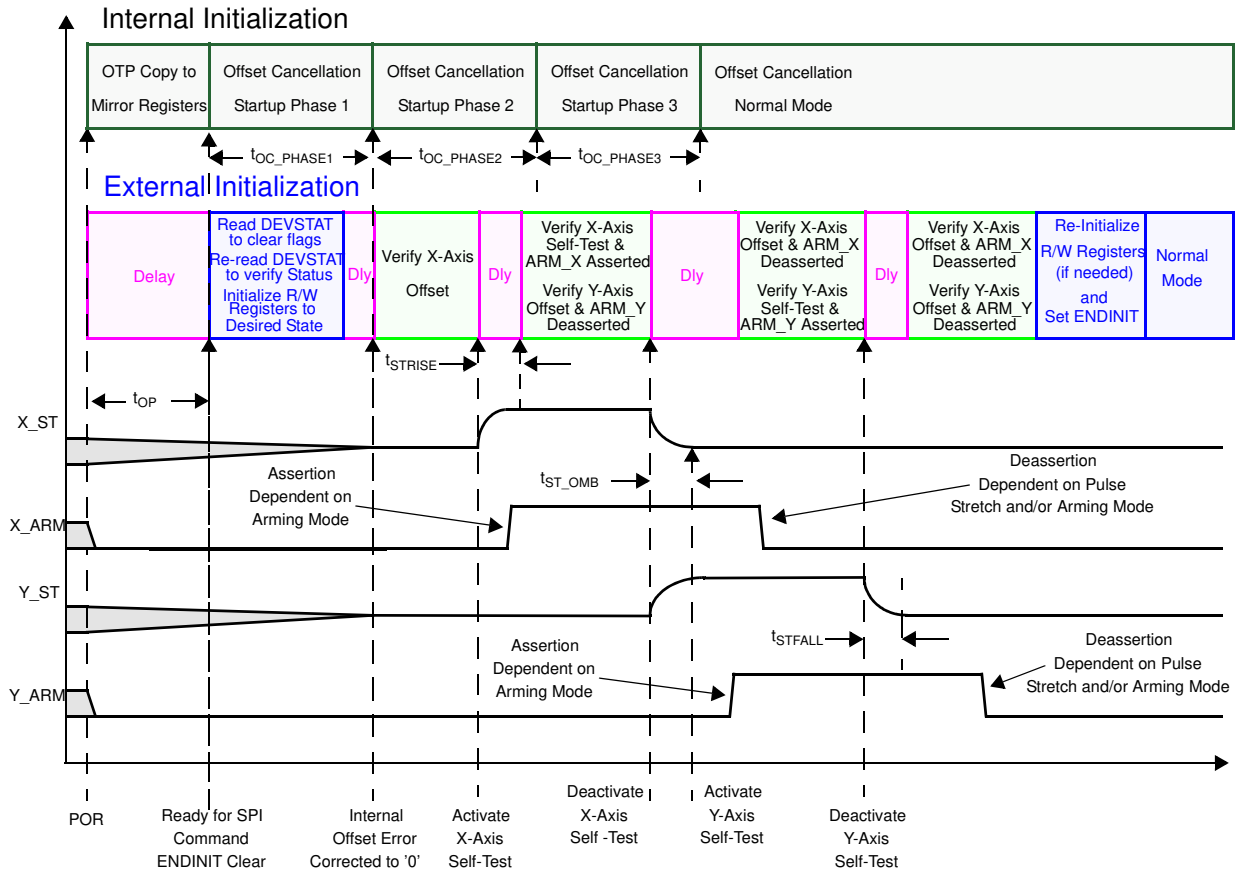 Internal Initialization
OTP Copy to
Mirror Registers
Offset Cancellation
Startup Phase 1
Offset Cancellation
Startup Phase 2
Offset Cancellation
Startup Phase 3
Offset Cancellation
Normal Mode
tOC_PHASE1
tOC_PHASE2
tOC_PHASE3
External Initialization
Delay
Read DEVSTAT
to clear flags
Re-read DEVSTAT
to verify Status
Initialize R/W
Registers to
Desired State
Dly
Verify X-Axis
Offset
Dly
Verify X-Axis
Self-Test &
ARM_X Asserted
Verify Y-Axis
Offset & ARM_Y
Deasserted
Dly
Verify X-Axis
Offset & ARM_X
Deasserted
Verify Y-Axis
Self-Test &
ARM_Y Asserted
Dly
Verify X-Axis
Offset & ARM_X
Deasserted
Verify Y-Axis
Offset & ARM_Y
Deasserted
Re-Initialize
R/W Registers
(if needed)
and
Set ENDINIT
Normal
Mode
tSTRISE
tOP
X_ST
Assertion
Dependent on
Arming Mode
tST_OMB
Deassertion
Dependent on Pulse
Stretch and/or Arming Mode
X_ARM
Y_ST
Assertion
Dependent on
Arming Mode
tSTFALL
Deassertion
Dependent on Pulse
Stretch and/or Arming Mode
Y_ARM
POR
Ready for SPI
Command
ENDINIT Clear
Internal
Offset Error
Corrected to '0'
Activate
X-Axis
Self-Test
Deactivate
X-Axis
Self -Test
Activate
Y-Axis
Self-Test
Deactivate
Y-Axis
Self-Test